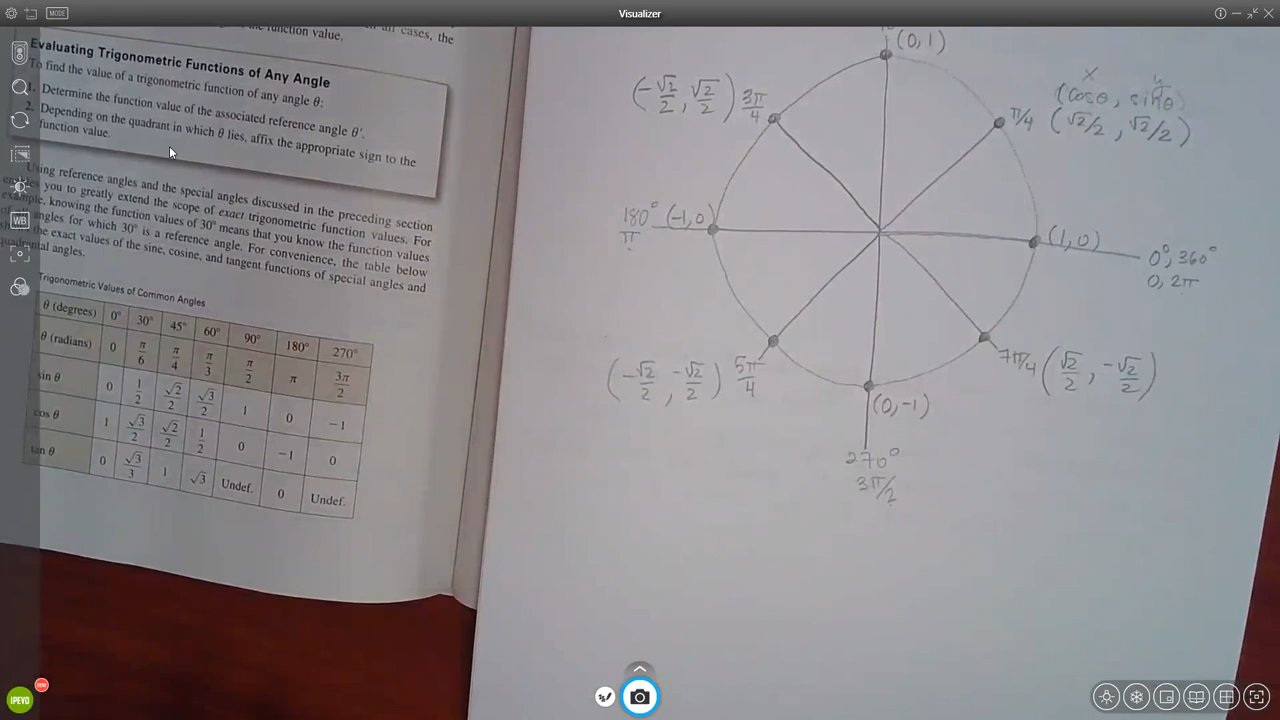 MODE
Visualizer
the function value.
all cases, the
Evaluating Trigonometric Functions of Any Angle
To find the value of a trigonometric function of any angle θ:
1. Determine the function value of the associated reference angle θ′.
2. Depending on the quadrant in which θ lies, affix the appropriate sign to the
function value.
Using reference angles and the special angles discussed in the preceding section
you to greatly extend the scope of exact trigonometric function values. For
example, knowing the function values of 30° means that you know the function values
angles for which 30° is a reference angle. For convenience, the table below
the exact values of the sine, cosine, and tangent functions of special angles and
quadrantal angles.
Trigonometric Values of Common Angles
θ (degrees) 0° 30° 45° 60° 90° 180° 270°
θ (radians) 0 π/6 π/4 π/3 π/2 π 3π/2
sin θ 0 1/2 √2/2 √3/2 1 0 −1
cos θ 1 √3/2 √2/2 1/2 0 −1 0
tan θ 0 √3/3 1 √3 Undef. 0 Undef.
(0,1)
x y
(cosθ, sinθ)
π/4 (√2/2, √2/2)
(-√2/2, √2/2) 3π/4
180° (-1,0)
π
(1,0)
0°, 360°
0, 2π
(-√2/2, -√2/2) 5π/4
7π/4 (√2/2, -√2/2)
(0,-1)
270°
3π/2
IPEVO
new
WB